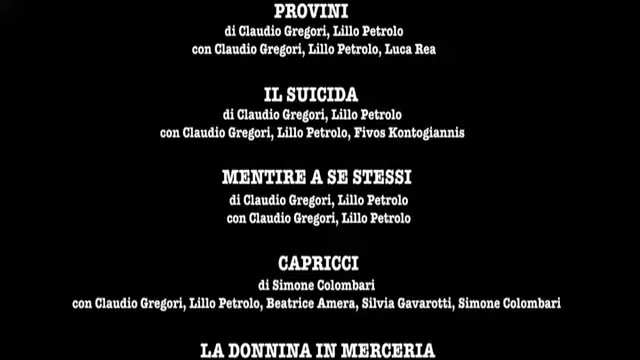 PROVINI
di Claudio Gregori, Lillo Petrolo
con Claudio Gregori, Lillo Petrolo, Luca Rea
IL SUICIDA
di Claudio Gregori, Lillo Petrolo
con Claudio Gregori, Lillo Petrolo, Fivos Kontogiannis
MENTIRE A SE STESSI
di Claudio Gregori, Lillo Petrolo
con Claudio Gregori, Lillo Petrolo
CAPRICCI
di Simone Colombari
con Claudio Gregori, Lillo Petrolo, Beatrice Amera, Silvia Gavarotti, Simone Colombari
LA DONNINA IN MERCERIA